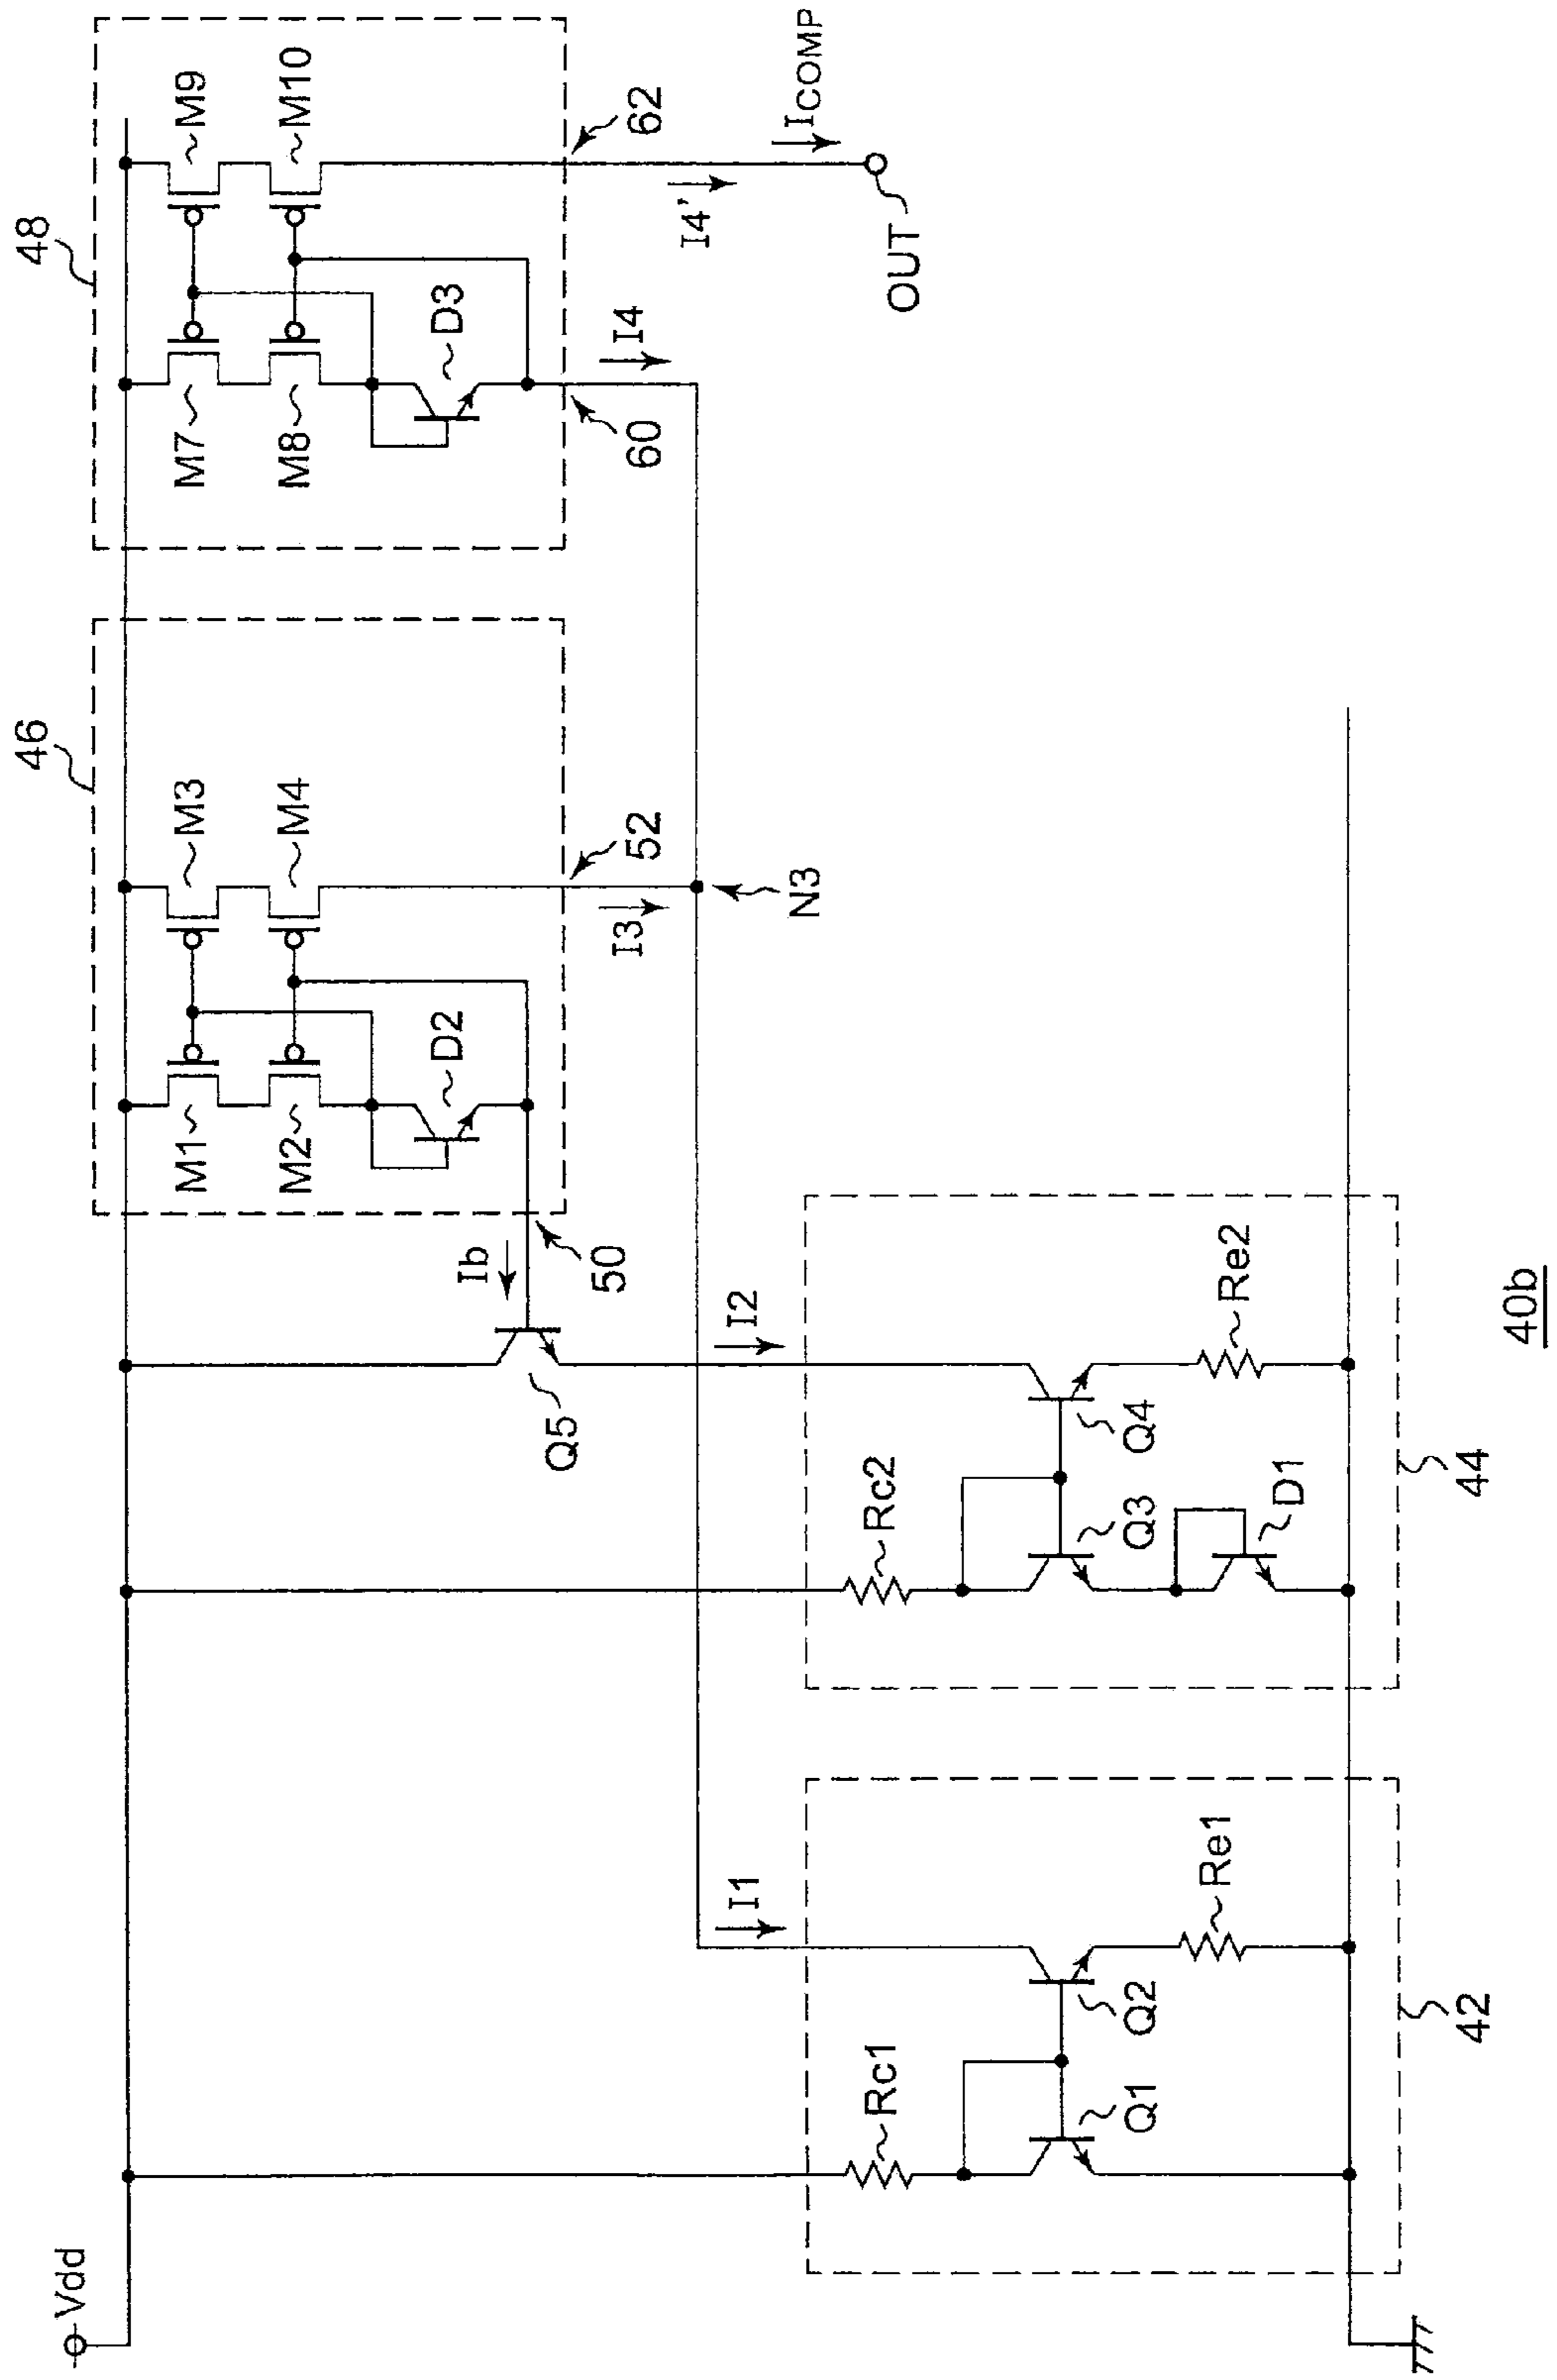 Vdd
46
48
M1
M3
M7
M9
M2
M4
M8
M10
D2
D3
Ib
50
52
60
62
I3
I4
I4'
ICOMP
Q5
N3
OUT
I1
I2
Rc1
Rc2
Q1
Q2
Q3
Q4
Re1
Re2
D1
42
44
40b